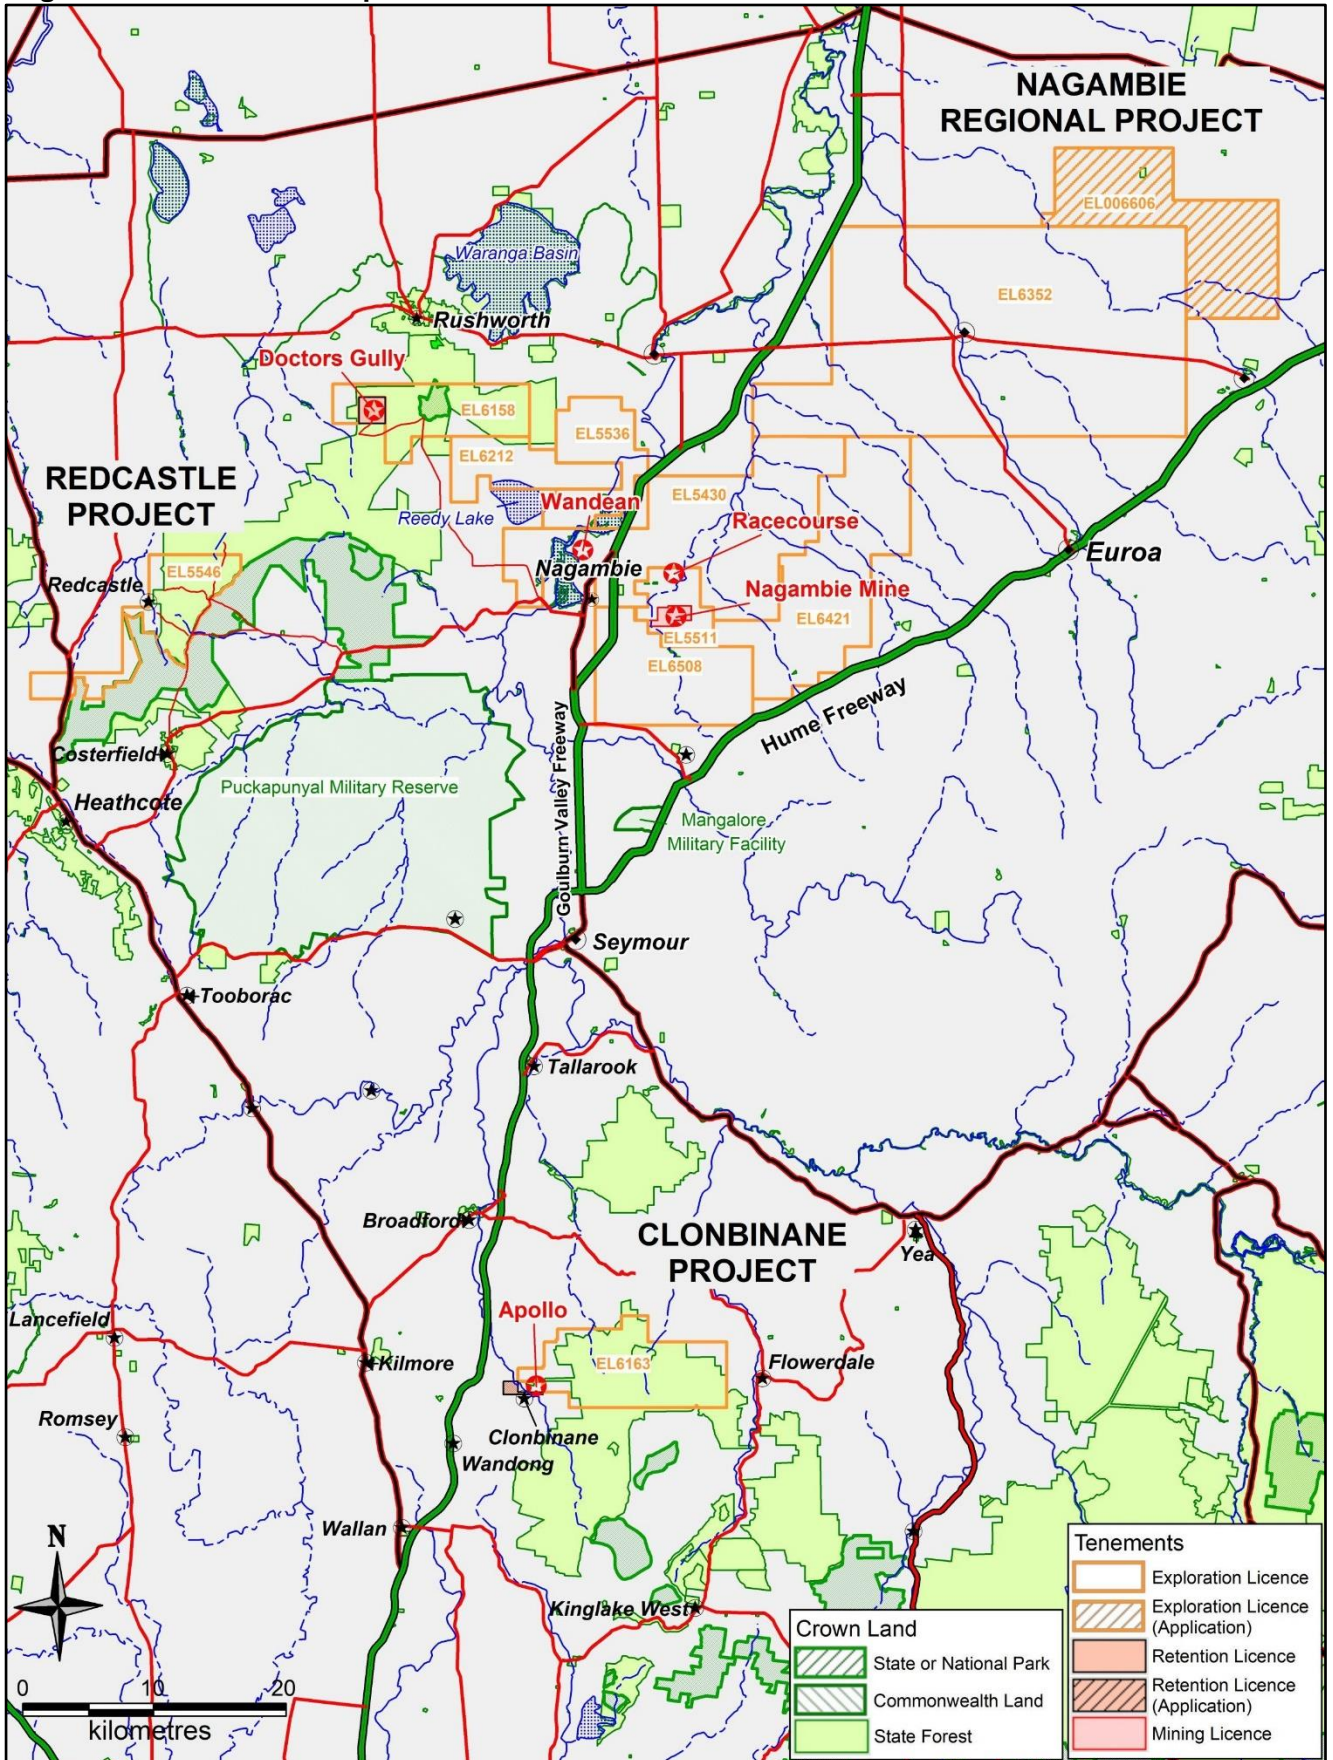 NAGAMBIE
REGIONAL PROJECT
EL006606
Waranga Basin
EL6352
Rushworth
Doctors Gully
EL6158
EL5536
EL6212
REDCASTLE
PROJECT
Reedy Lake
Wandean
EL5430
Racecourse
Nagambie
Euroa
EL5546
Redcastle
Nagambie Mine
EL6421
EL5511
EL6508
Hume Freeway
Goulburn Valley Freeway
Costerfield
Puckapunyal Military Reserve
Heathcote
Mangalore
Military Facility
Seymour
Tooborac
Tallarook
Broadford
CLONBINANE
PROJECT
Yea
Apollo
Lancefield
Kilmore
EL6163
Flowerdale
Romsey
Clonbinane
Wandong
Wallan
N
Kinglake West
0 10 20
kilometres
Crown Land
State or National Park
Commonwealth Land
State Forest
Tenements
Exploration Licence
Exploration Licence
(Application)
Retention Licence
Retention Licence
(Application)
Mining Licence